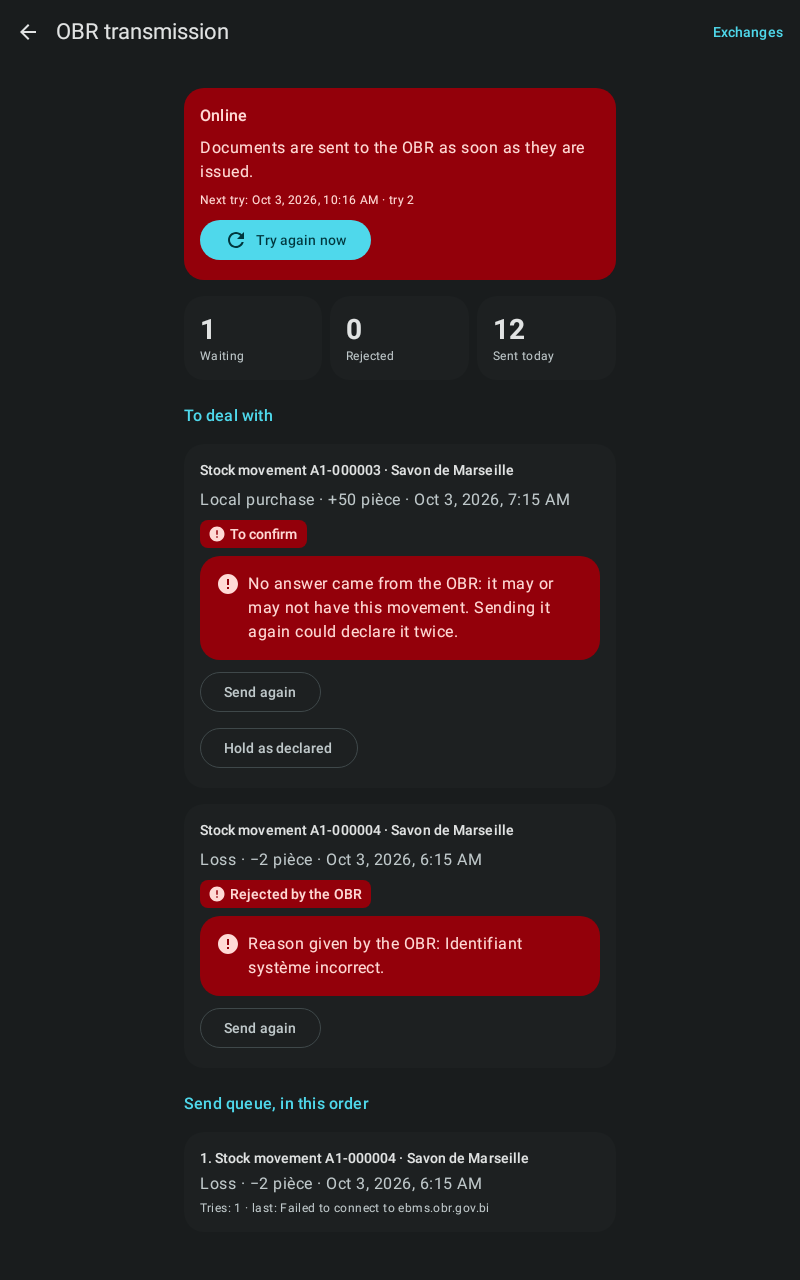 OBR transmission
Exchanges
Online
Documents are sent to the OBR as soon as they are
issued.
Next try: Oct 3, 2026, 10:16 AM · try 2
Try again now
1
Waiting
0
Rejected
12
Sent today
To deal with
Stock movement A1-000003 · Savon de Marseille
Local purchase · +50 pièce · Oct 3, 2026, 7:15 AM
To confirm
No answer came from the OBR: it may or
may not have this movement. Sending it
again could declare it twice.
Send again
Hold as declared
Stock movement A1-000004 · Savon de Marseille
Loss · −2 pièce · Oct 3, 2026, 6:15 AM
Rejected by the OBR
Reason given by the OBR: Identifiant
système incorrect.
Send again
Send queue, in this order
1. Stock movement A1-000004 · Savon de Marseille
Loss · −2 pièce · Oct 3, 2026, 6:15 AM
Tries: 1 · last: Failed to connect to ebms.obr.gov.bi